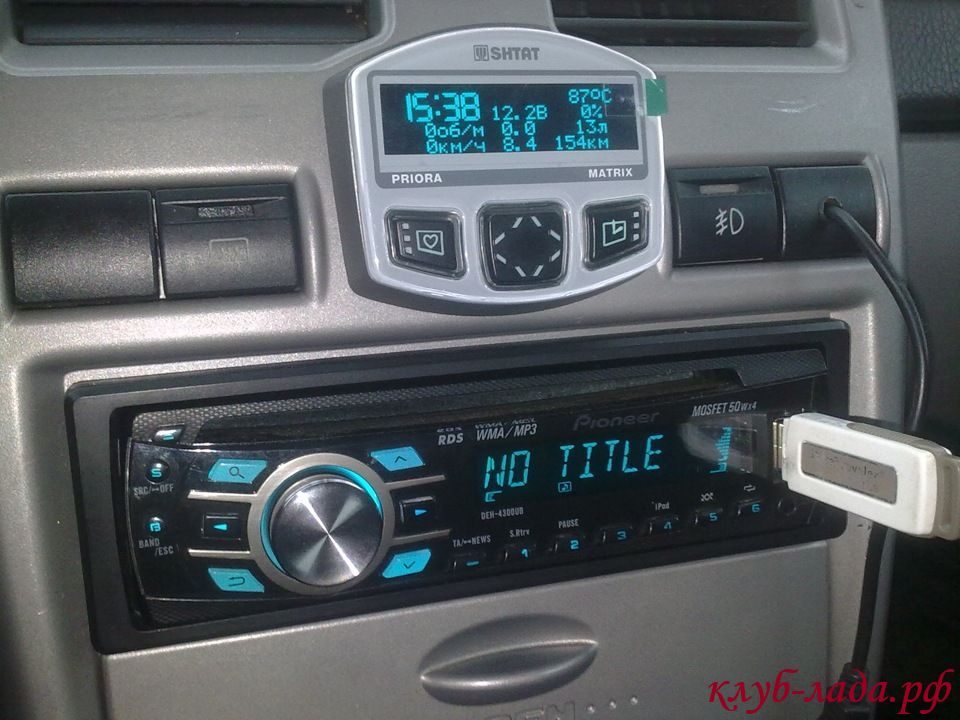 SHTAT
15:38 12.2В 87°C
0%
0об/м 0.0 13л
0км/ч 8.4 154км
PRIORA MATRIX
RDS WMA/MP3 Pioneer MOSFET 50Wx4
NO TITLE
SRC/OFF S
DEH-4300UB
BAND
/ESC
TA/NEWS S.Rtrv PAUSE iPod
1 2 3 4 5 6
клуб-лада.рф